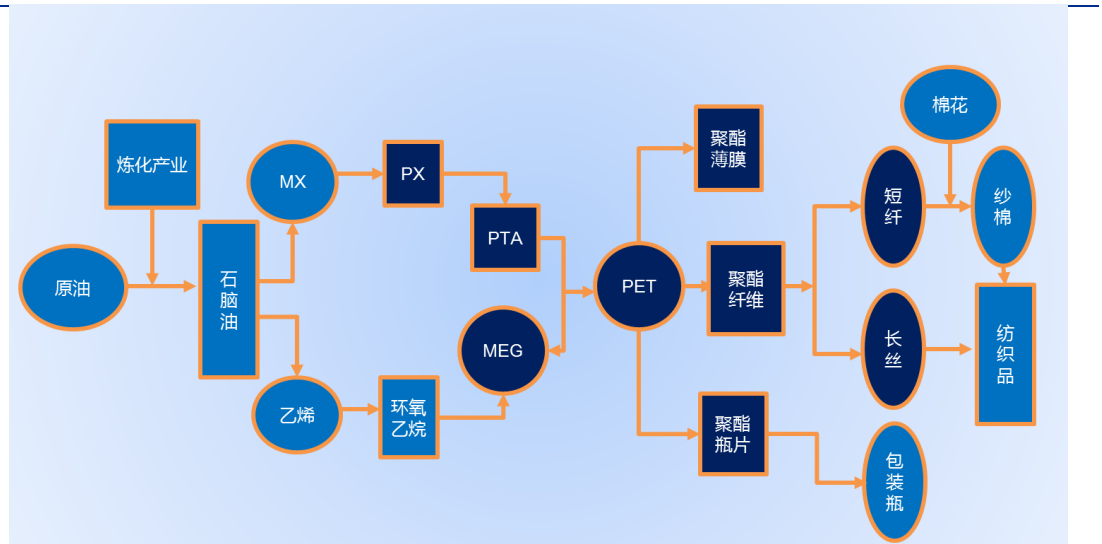 炼化产业
原油
石
脑
油
MX
乙烯
PX
环氧
乙烷
PTA
MEG
PET
聚酯
薄膜
聚酯
纤维
聚酯
瓶片
棉花
短
纤
纱
棉
长
丝
纺
织
品
包
装
瓶